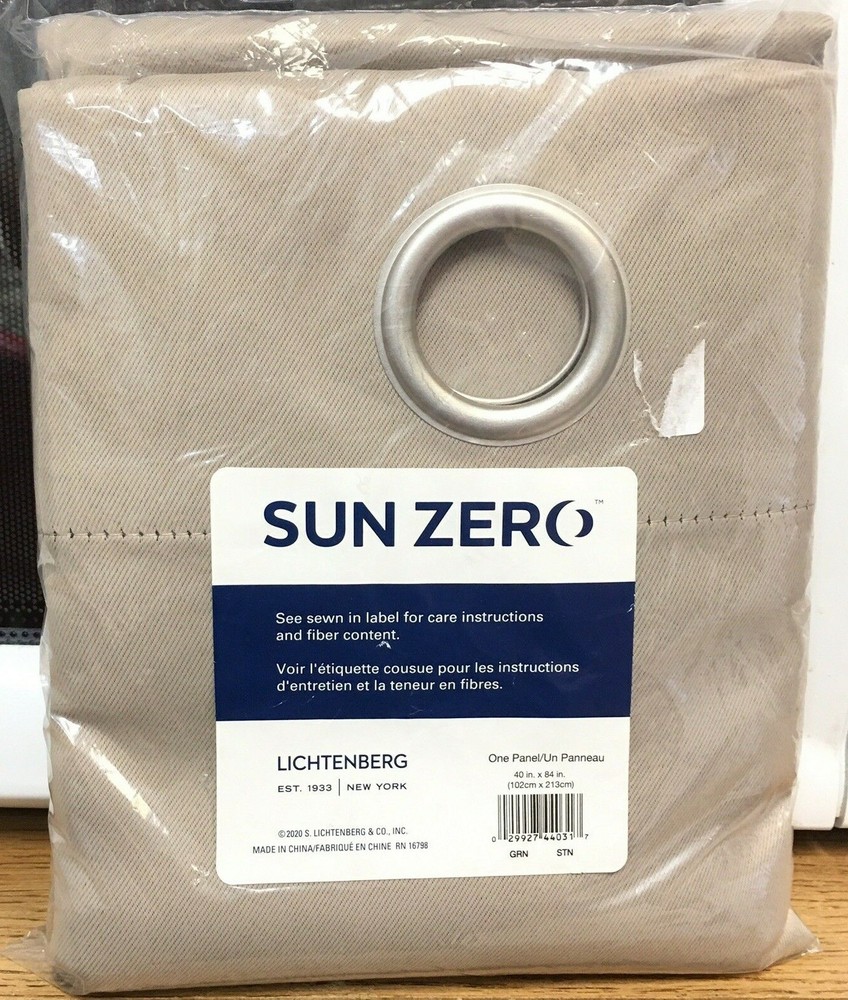 SUN ZERO™
See sewn in label for care instructions
and fiber content.
Voir l'étiquette cousue pour les instructions
d'entretien et la teneur en fibres.
LICHTENBERG
EST. 1933 | NEW YORK
©2020 S. LICHTENBERG & CO., INC.
MADE IN CHINA/FABRIQUÉ EN CHINE RN 16798
One Panel/Un Panneau
40 in. x 84 in.
(102cm x 213cm)
0 29927 44031 7
GRN STN